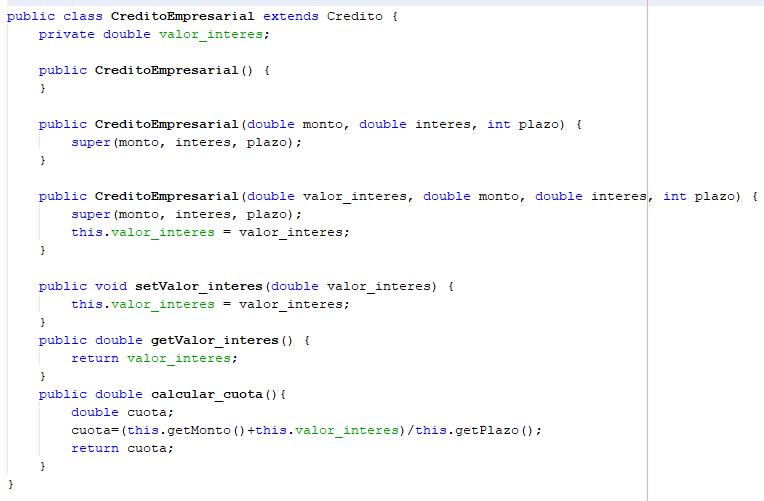 public class CreditoEmpresarial extends Credito {
    private double valor_interes;
    public CreditoEmpresarial() {
    }
    public CreditoEmpresarial(double monto, double interes, int plazo) {
        super(monto, interes, plazo);
    }
    public CreditoEmpresarial(double valor_interes, double monto, double interes, int plazo) {
        super(monto, interes, plazo);
        this.valor_interes = valor_interes;
    }
    public void setValor_interes(double valor_interes) {
        this.valor_interes = valor_interes;
    }
    public double getValor_interes() {
        return valor_interes;
    }
    public double calcular_cuota(){
        double cuota;
        cuota=(this.getMonto()+this.valor_interes)/this.getPlazo();
        return cuota;
    }
}